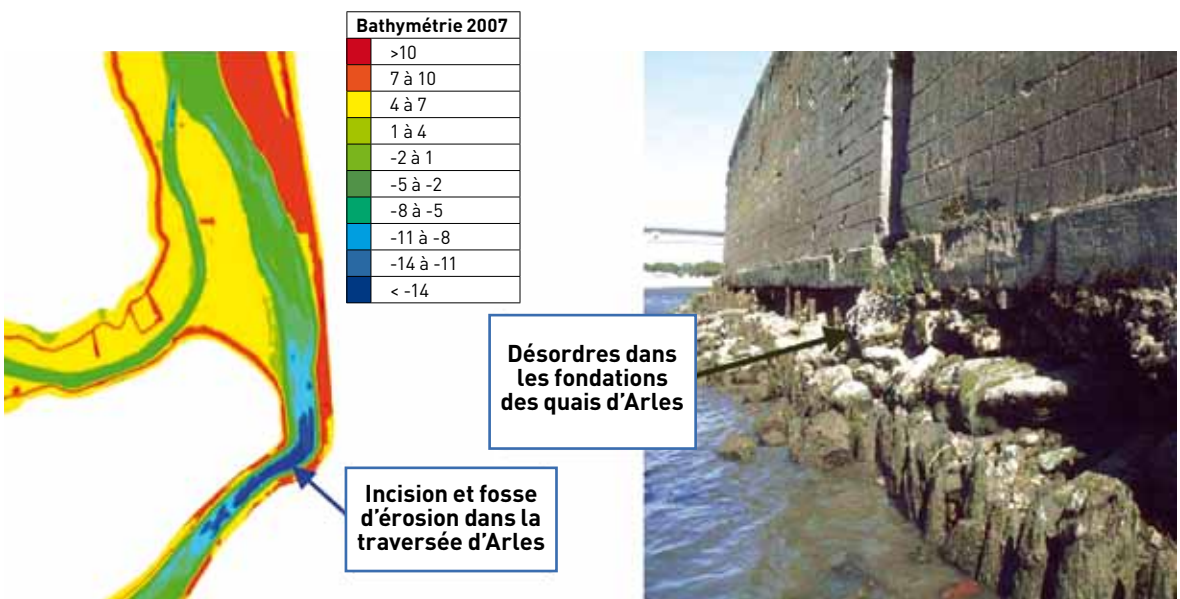 Bathymétrie 2007
>10
7 à 10
4 à 7
1 à 4
-2 à 1
-5 à -2
-8 à -5
-11 à -8
-14 à -11
< -14
Désordres dans
les fondations
des quais d'Arles
Incision et fosse
d'érosion dans la
traversée d'Arles